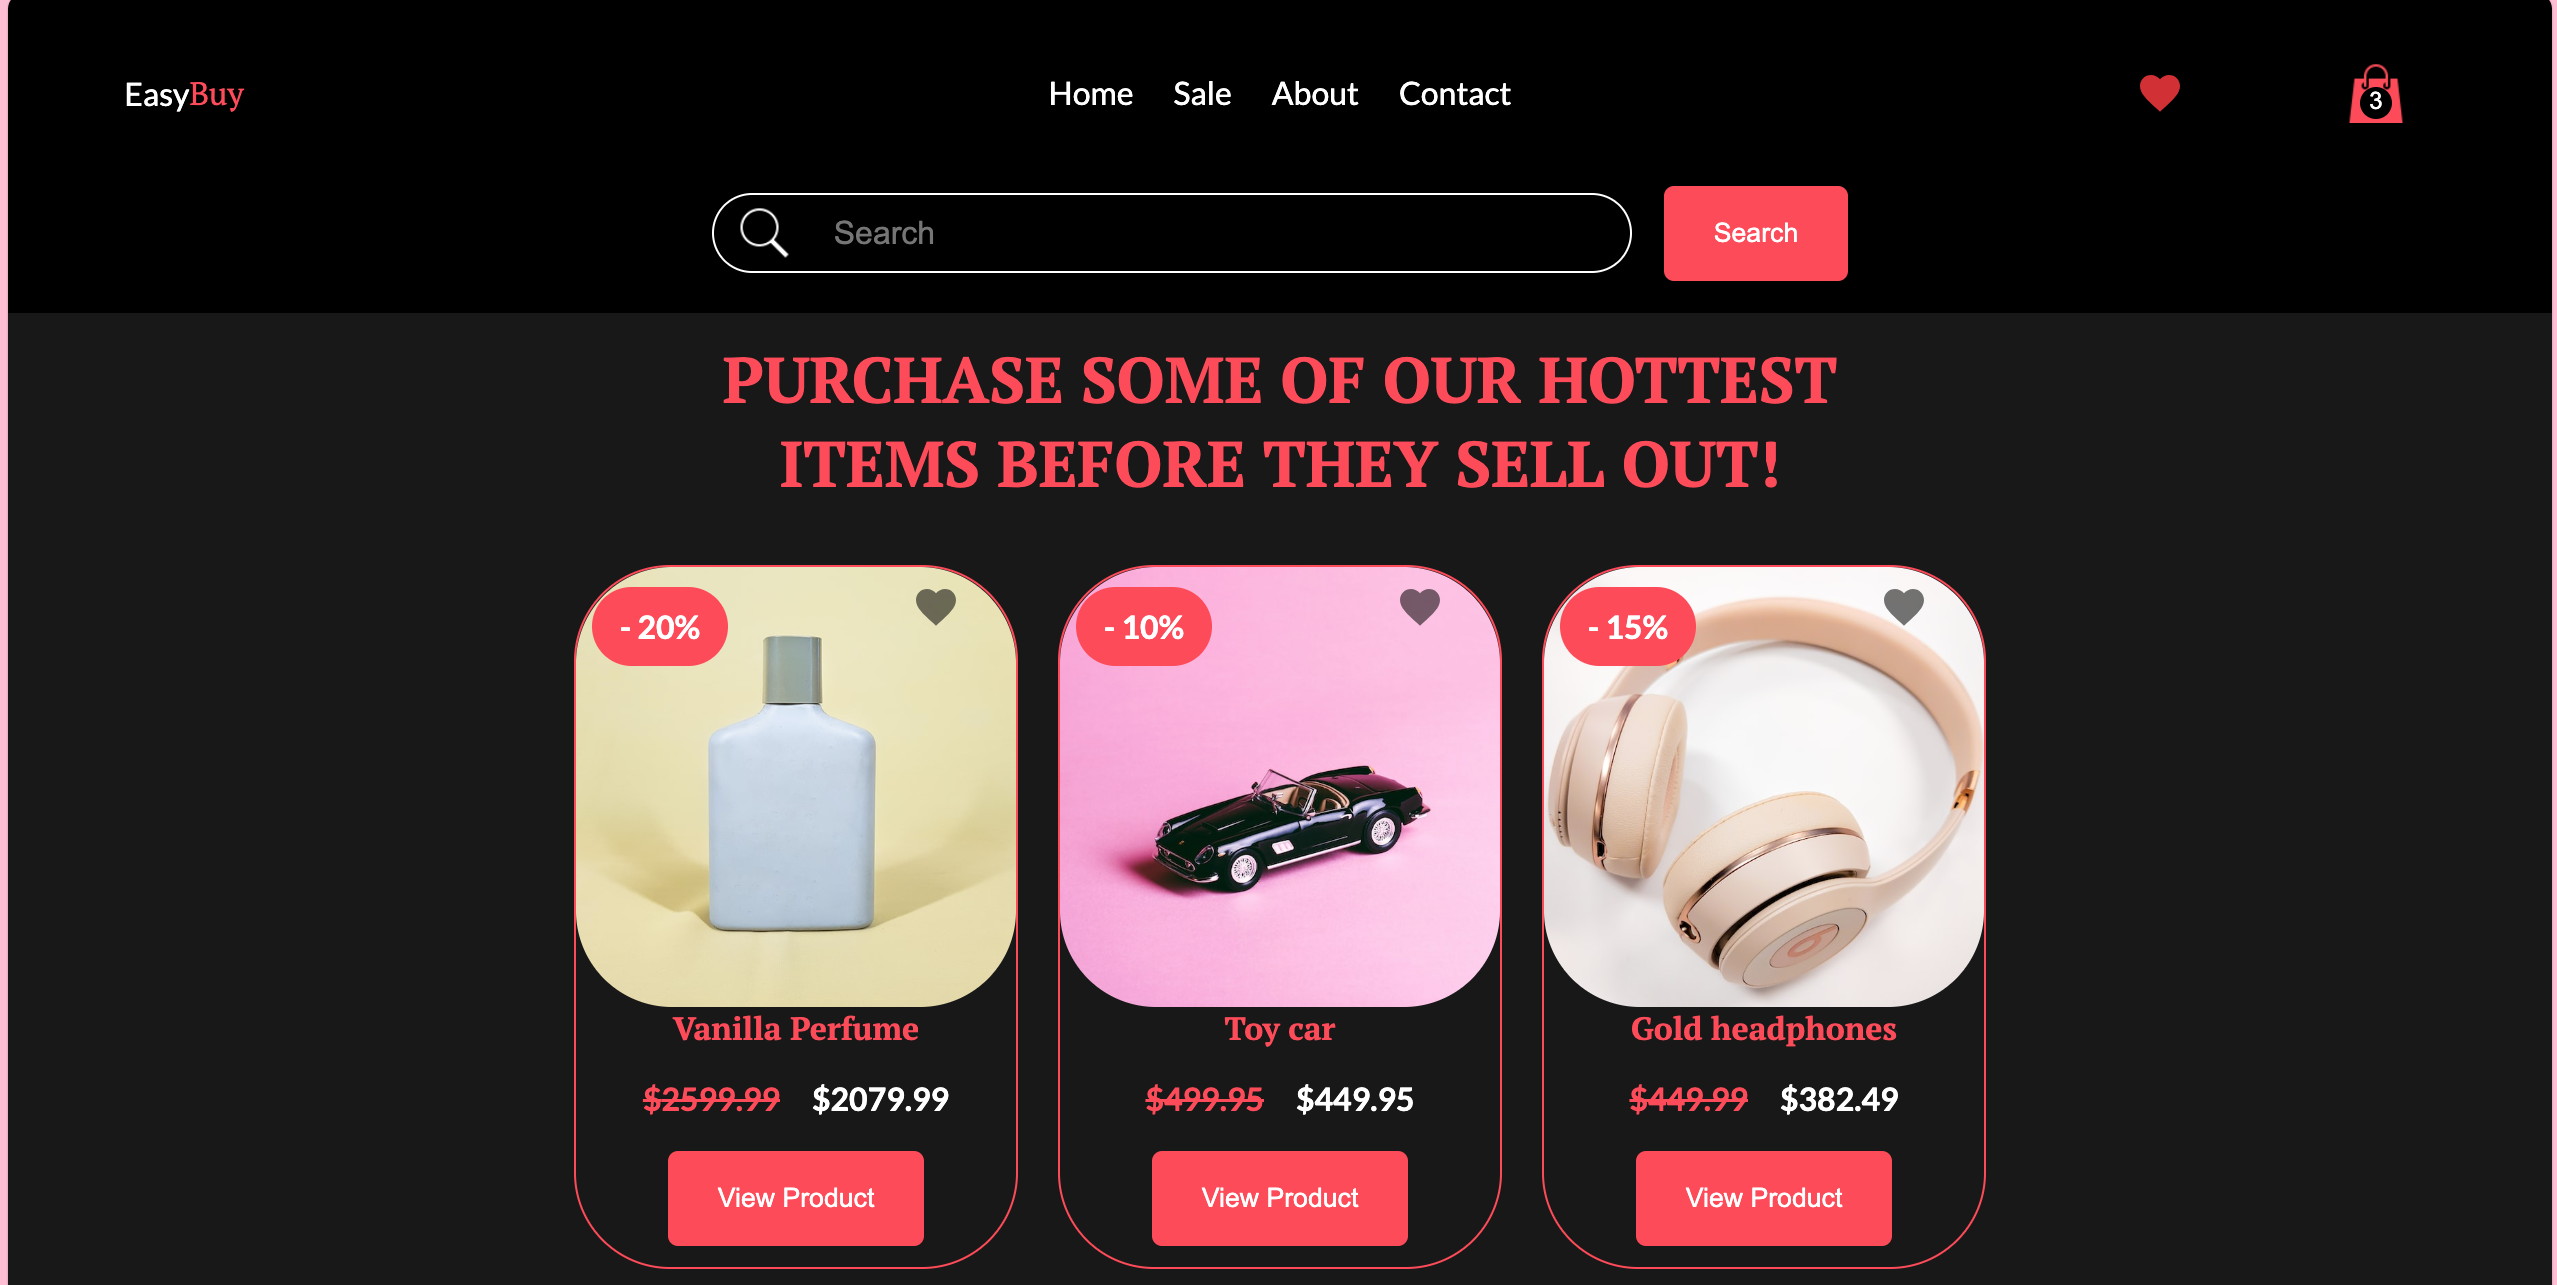 EasyBuy
Home Sale About Contact
3
Search
Search
PURCHASE SOME OF OUR HOTTEST
ITEMS BEFORE THEY SELL OUT!
- 20%
- 10%
- 15%
Vanilla Perfume
$2599.99 $2079.99
View Product
Toy car
$499.95 $449.95
View Product
Gold headphones
$449.99 $382.49
View Product